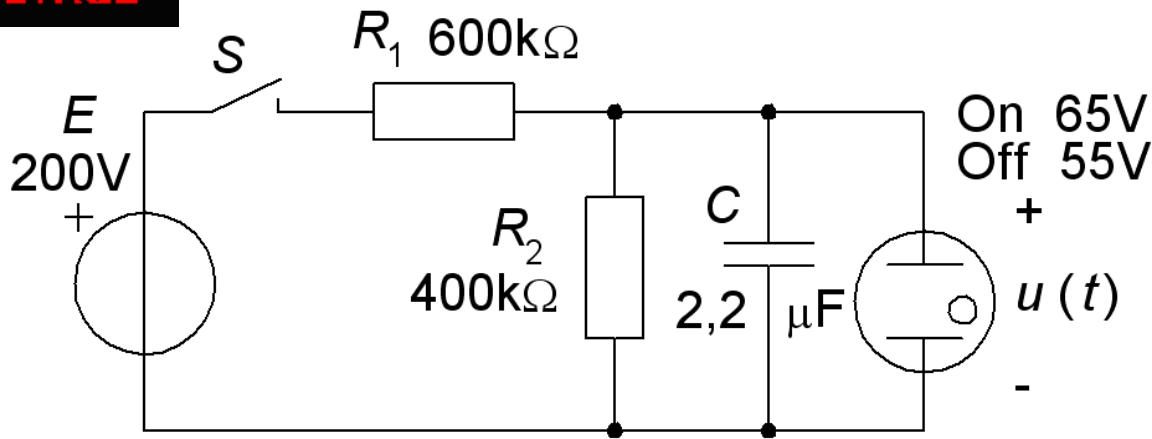 S
R1 600kΩ
E
200V
+
On 65V
Off 55V
+
R2
400kΩ
C
2,2 μF
u (t)
-